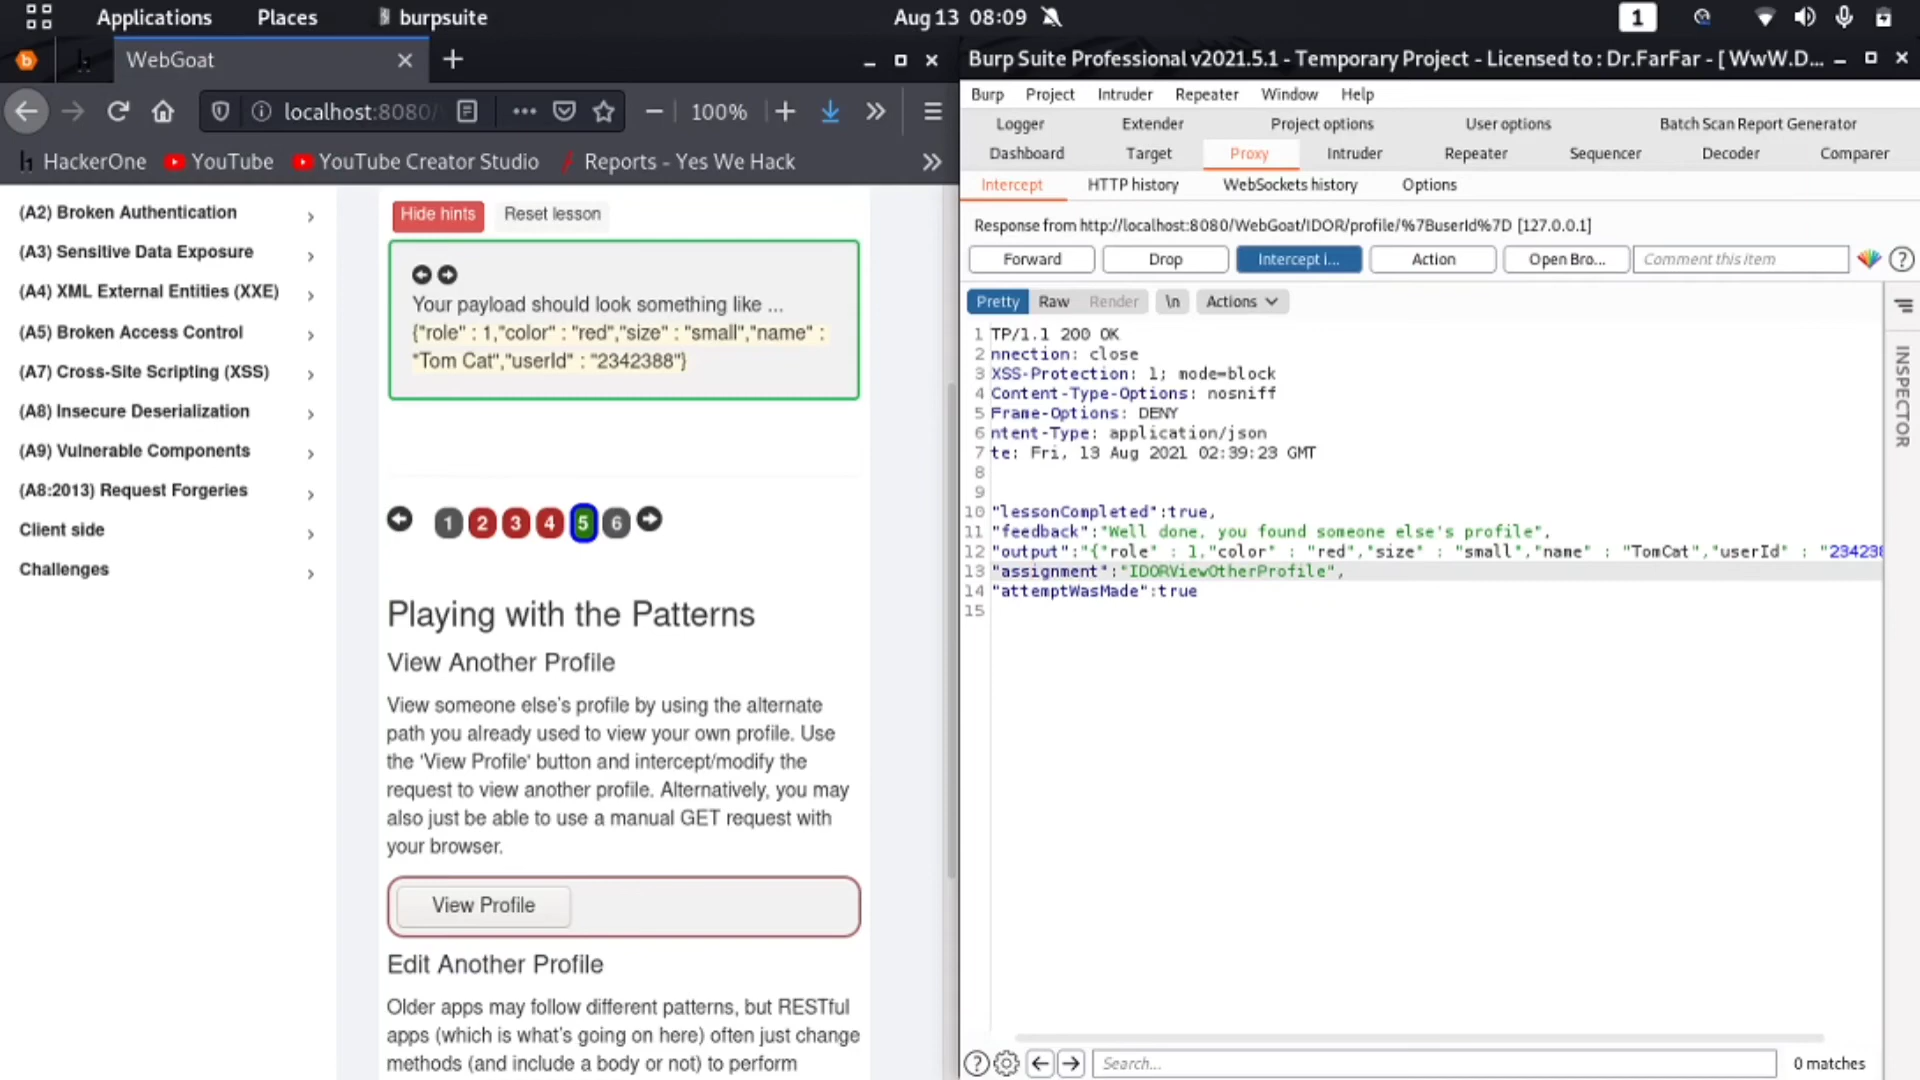 Applications Places burpsuite Aug 13 08:09 1
WebGoat
localhost:8080/ 100%
HackerOne YouTube YouTube Creator Studio Reports - Yes We Hack
(A2) Broken Authentication
(A3) Sensitive Data Exposure
(A4) XML External Entities (XXE)
(A5) Broken Access Control
(A7) Cross-Site Scripting (XSS)
(A8) Insecure Deserialization
(A9) Vulnerable Components
(A8:2013) Request Forgeries
Client side
Challenges
Hide hints Reset lesson
Your payload should look something like ...
{"role" : 1,"color" : "red","size" : "small","name" :
"Tom Cat","userId" : "2342388"}
1 2 3 4 5 6
Playing with the Patterns
View Another Profile
View someone else's profile by using the alternate
path you already used to view your own profile. Use
the 'View Profile' button and intercept/modify the
request to view another profile. Alternatively, you may
also just be able to use a manual GET request with
your browser.
View Profile
Edit Another Profile
Older apps may follow different patterns, but RESTful
apps (which is what's going on here) often just change
methods (and include a body or not) to perform
Burp Suite Professional v2021.5.1 - Temporary Project - Licensed to : Dr.FarFar - [ WwW.D...
Burp Project Intruder Repeater Window Help
Logger Extender Project options User options Batch Scan Report Generator
Dashboard Target Proxy Intruder Repeater Sequencer Decoder Comparer
Intercept HTTP history WebSockets history Options
Response from http://localhost:8080/WebGoat/IDOR/profile/%7BuserId%7D [127.0.0.1]
Forward Drop Intercept i... Action Open Bro... Comment this item ?
Pretty Raw Render \n Actions
1 TP/1.1 200 OK
2 nnection: close
3 XSS-Protection: 1; mode=block
4 Content-Type-Options: nosniff
5 Frame-Options: DENY
6 ntent-Type: application/json
7 te: Fri, 13 Aug 2021 02:39:23 GMT
8
9
10 "lessonCompleted":true,
11 "feedback":"Well done, you found someone else's profile",
12 "output":"{"role" : 1,"color" : "red","size" : "small","name" : "TomCat","userId" : "234238
13 "assignment":"IDORViewOtherProfile",
14 "attemptWasMade":true
15
INSPECTOR
? Search... 0 matches